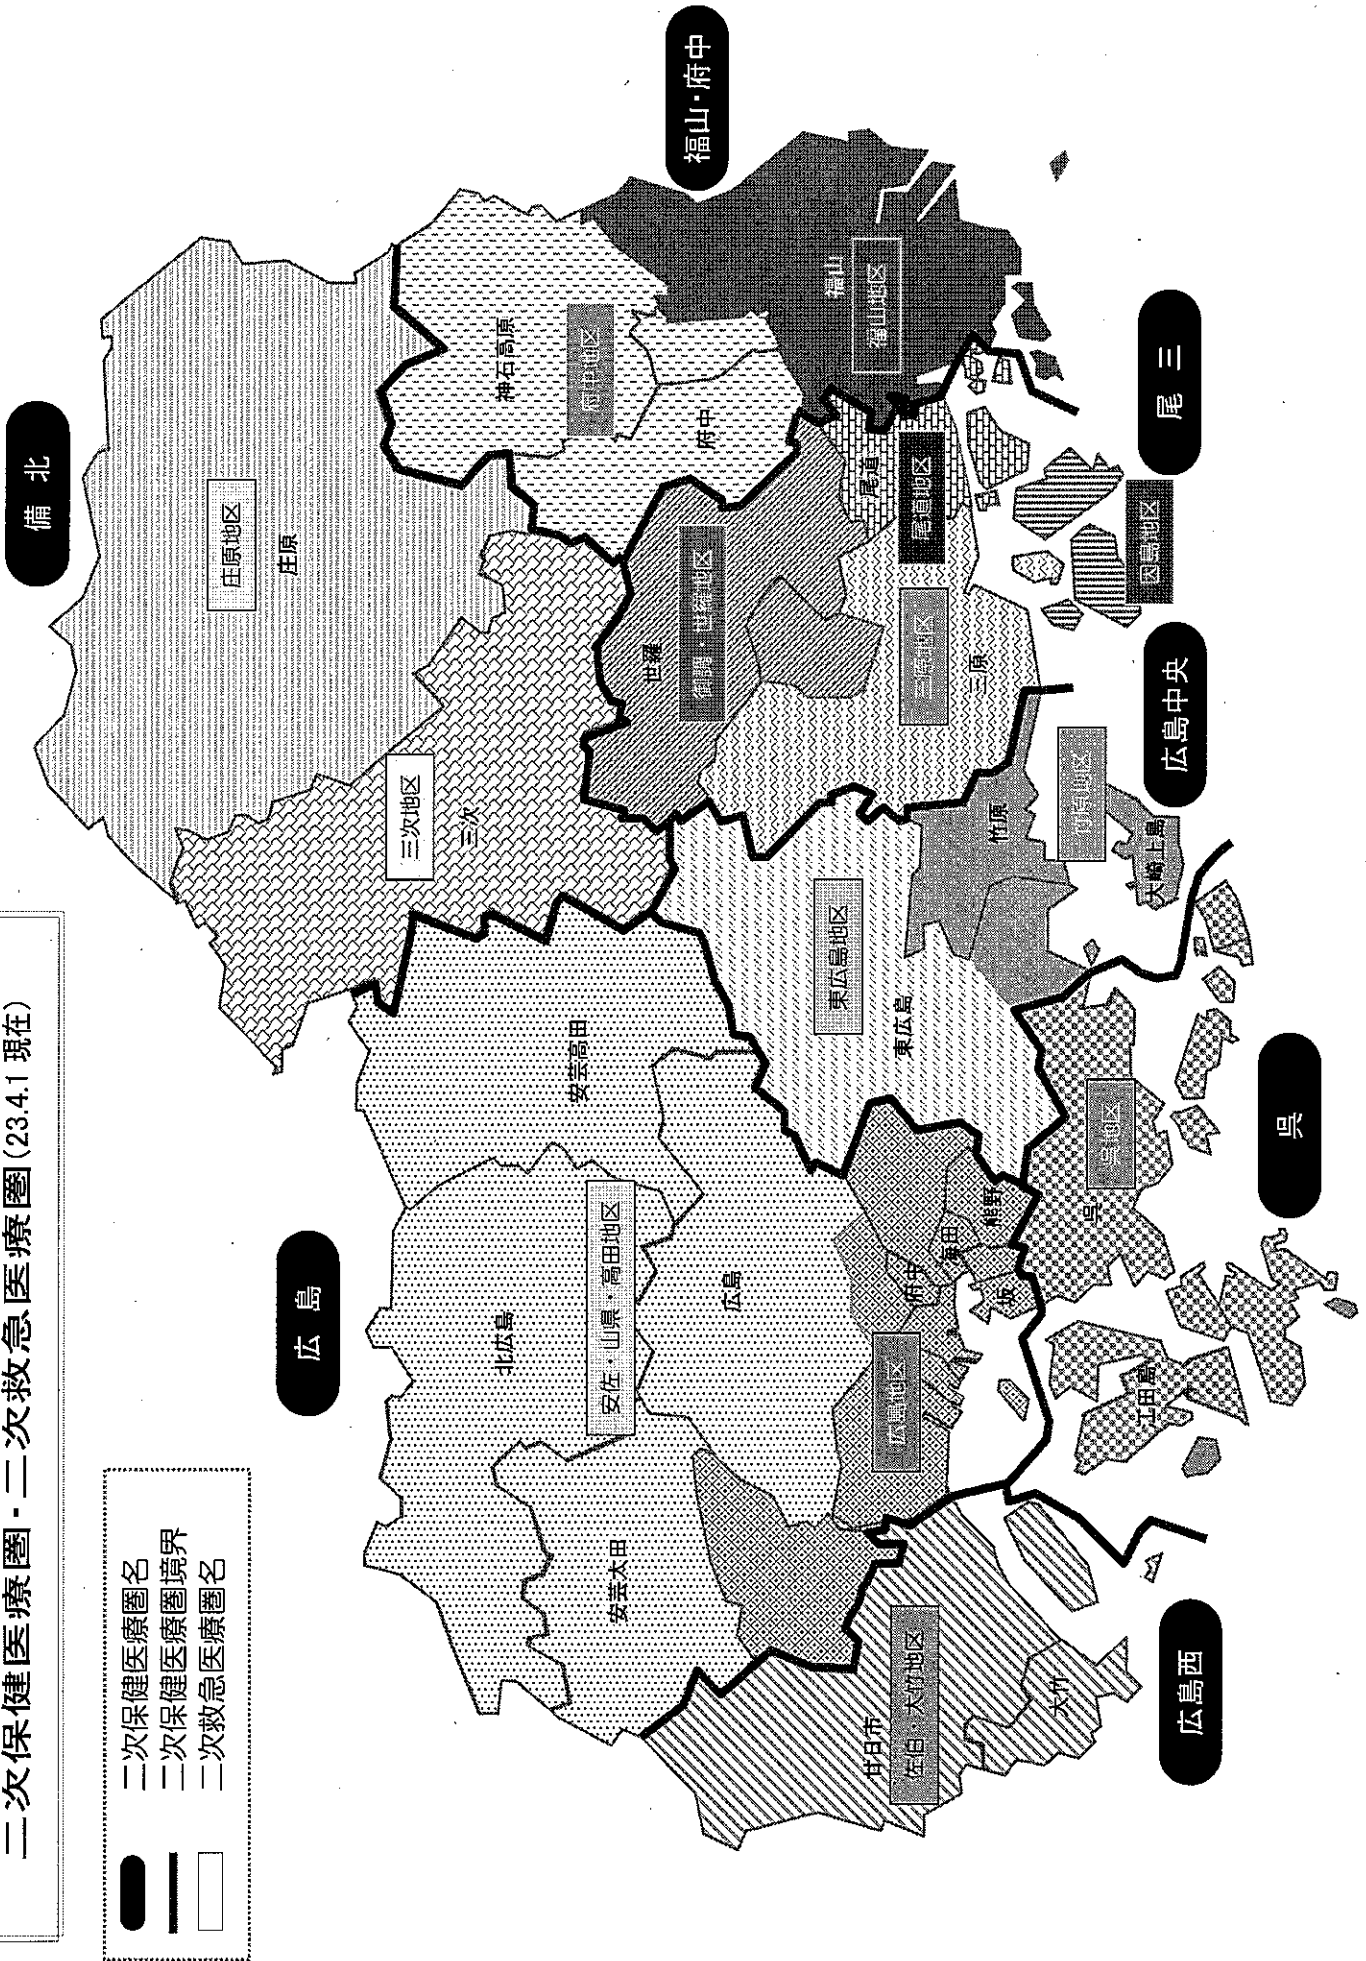 二次保健医療圏・二次救急医療圏(23.4.1 現在)
二次保健医療圏名
二次保健医療圏境界
二次救急医療圏名
備 北
庄原地区
庄原
三次地区
三次
広 島
安芸高田
北広島
安佐・山県・高田地区
広島
安芸太田
広島地区
府中
海田
熊野
坂
福山・府中
神石高原
府中地区
府中
福山
福山地区
尾 三
世羅
御調・世羅地区
尾道
尾道地区
三原地区
三原
因島地区
広島中央
東広島地区
東広島
竹原
竹原地区
大崎上島
呉
呉地区
呉
江田島
広島西
廿日市
佐伯・大竹地区
大竹